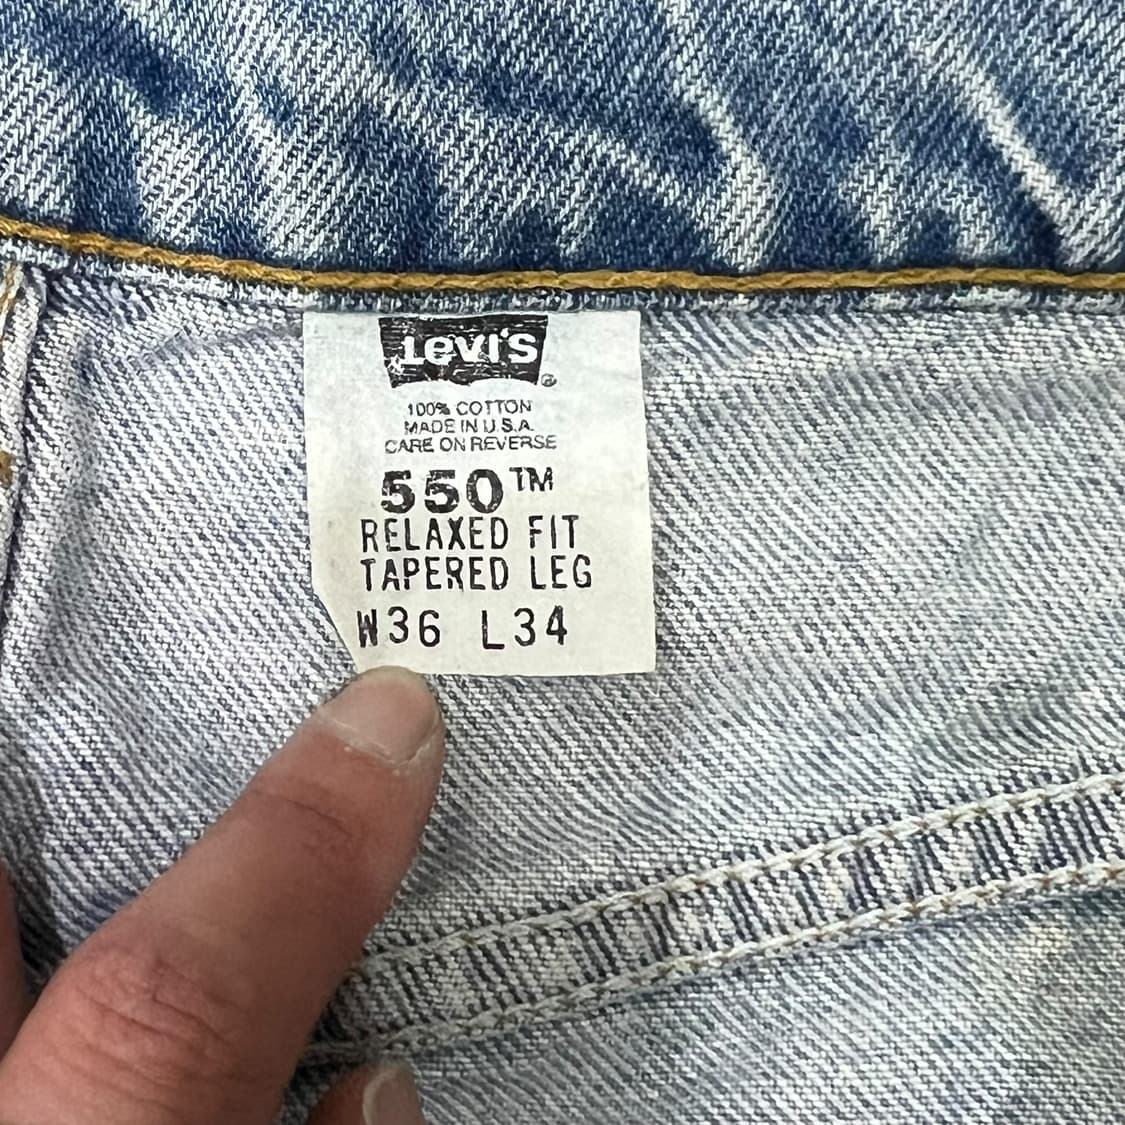 Levi's ®
100% COTTON
MADE IN U.S.A.
CARE ON REVERSE
550™
RELAXED FIT
TAPERED LEG
W36 L34